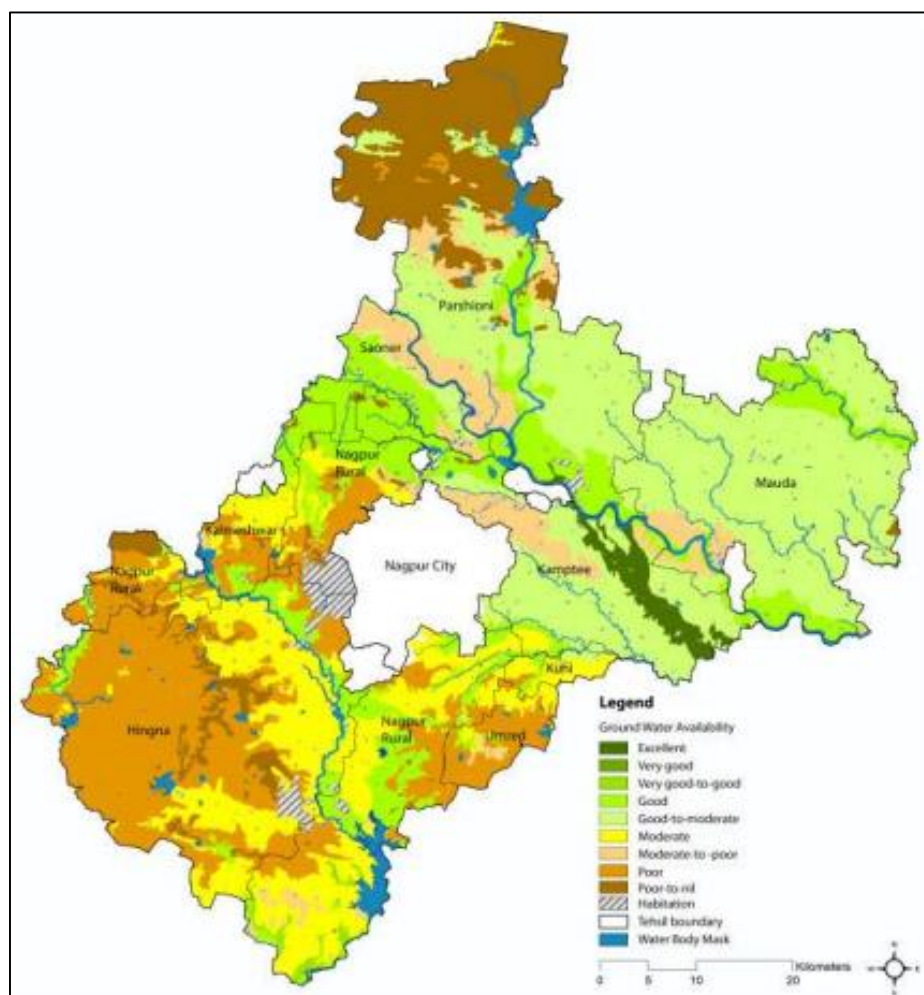 Parshioni
Saoner
Nagpur
Rural
Mauda
Kalmeshwar
Nagpur City
Kamptee
Nagpur
Rural
Kuhi
Hingna
Nagpur
Rural
Umred
Legend
Ground Water Availability
Excellent
Very good
Very good-to-good
Good
Good-to-moderate
Moderate
Moderate-to -poor
Poor
Poor-to-nil
Habitation
Tehsil boundary
Water Body Mask
Kilometers
0 5 10 20